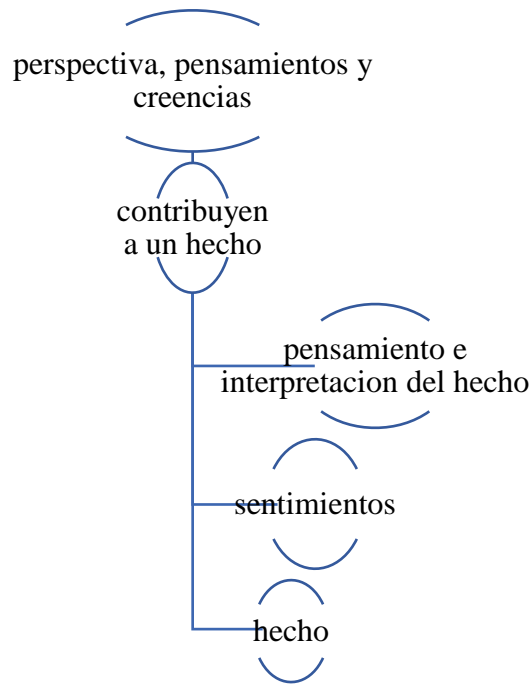 perspectiva, pensamientos y
creencias
contribuyen
a un hecho
pensamiento e
interpretacion del hecho
sentimientos
hecho